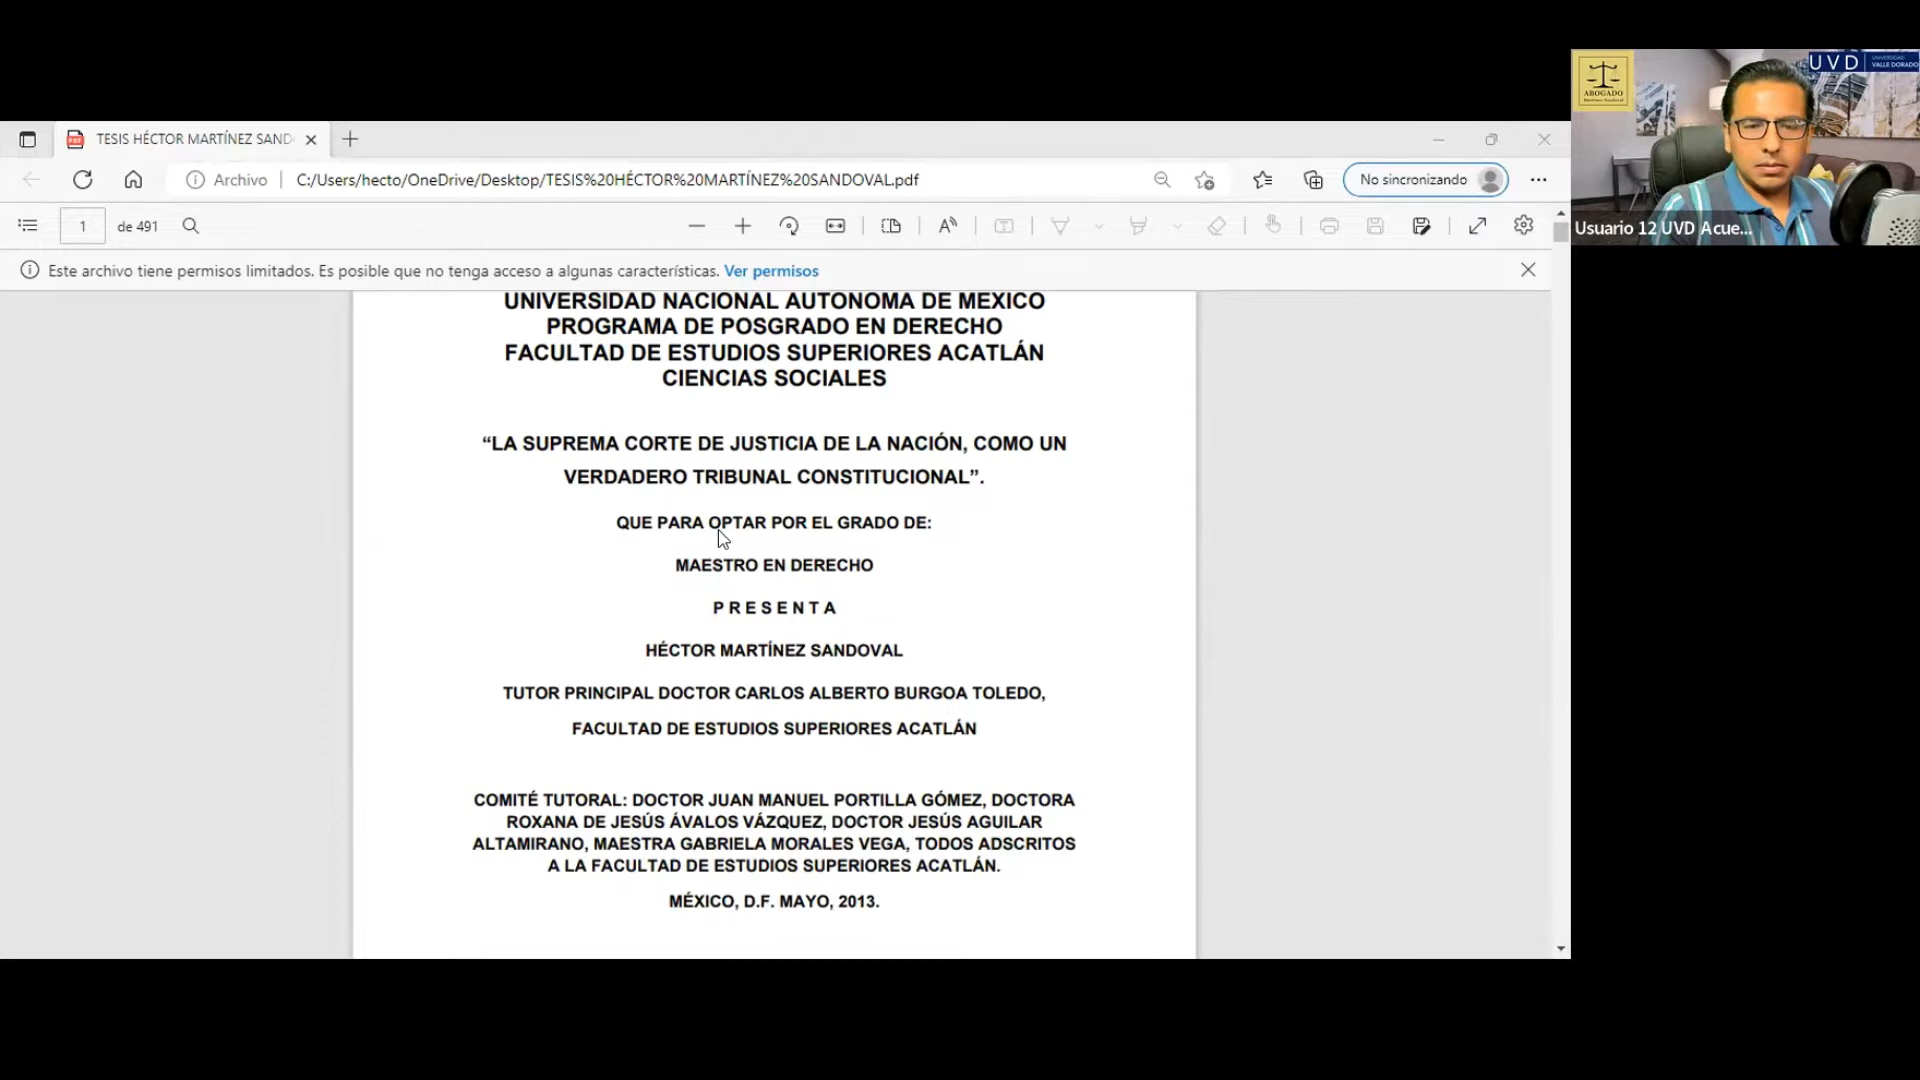 TESIS HÉCTOR MARTÍNEZ SAND
Archivo
C:/Users/hecto/OneDrive/Desktop/TESIS%20HÉCTOR%20MARTÍNEZ%20SANDOVAL.pdf
No sincronizando
1 de 491
Este archivo tiene permisos limitados. Es posible que no tenga acceso a algunas características. Ver permisos
UNIVERSIDAD NACIONAL AUTONOMA DE MEXICO
PROGRAMA DE POSGRADO EN DERECHO
FACULTAD DE ESTUDIOS SUPERIORES ACATLÁN
CIENCIAS SOCIALES
“LA SUPREMA CORTE DE JUSTICIA DE LA NACIÓN, COMO UN
VERDADERO TRIBUNAL CONSTITUCIONAL”.
QUE PARA OPTAR POR EL GRADO DE:
MAESTRO EN DERECHO
P R E S E N T A
HÉCTOR MARTÍNEZ SANDOVAL
TUTOR PRINCIPAL DOCTOR CARLOS ALBERTO BURGOA TOLEDO,
FACULTAD DE ESTUDIOS SUPERIORES ACATLÁN
COMITÉ TUTORAL: DOCTOR JUAN MANUEL PORTILLA GÓMEZ, DOCTORA
ROXANA DE JESÚS ÁVALOS VÁZQUEZ, DOCTOR JESÚS AGUILAR
ALTAMIRANO, MAESTRA GABRIELA MORALES VEGA, TODOS ADSCRITOS
A LA FACULTAD DE ESTUDIOS SUPERIORES ACATLÁN.
MÉXICO, D.F. MAYO, 2013.
ABOGADO
Martínez Sandoval
UVD
UNIVERSIDAD
VALLE DORADO
Usuario 12 UVD Acue...